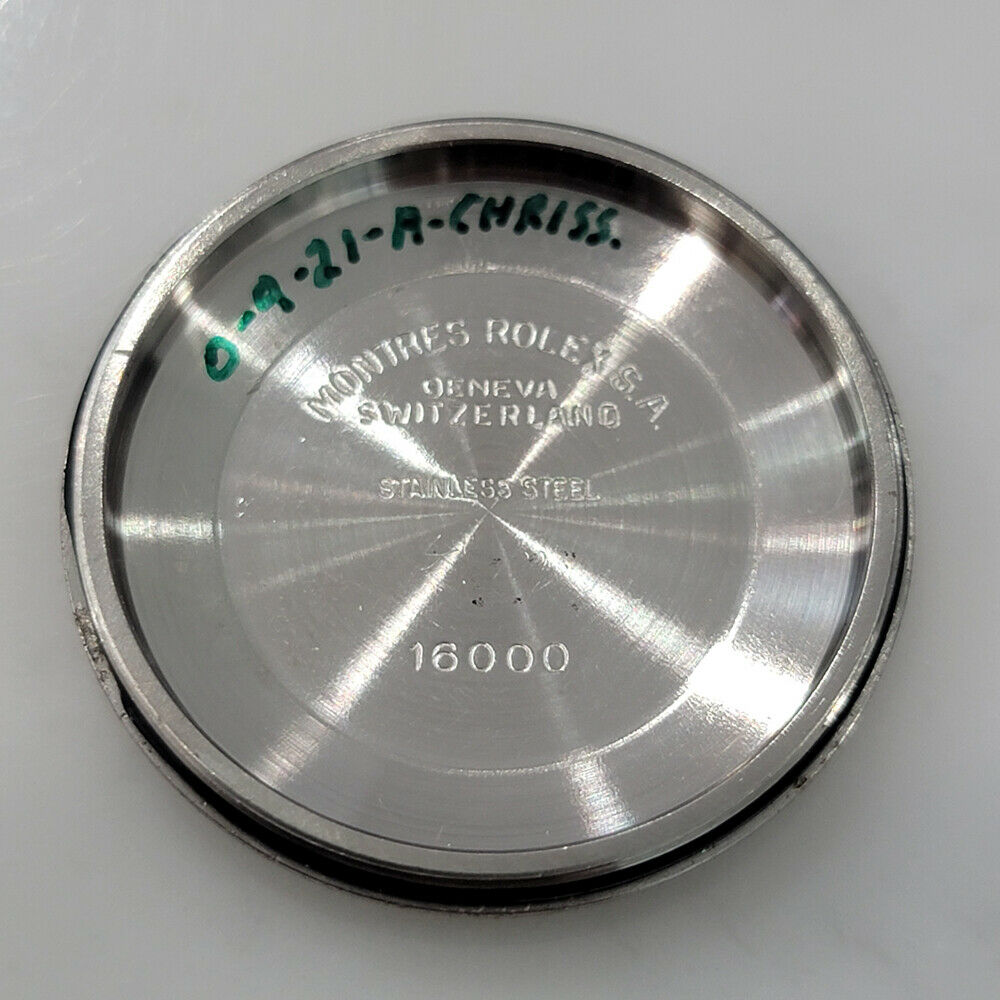 0-9-21-A-CHRISS.
MONTRES ROLEX S.A.
GENEVA
SWITZERLAND
STAINLESS STEEL
16000